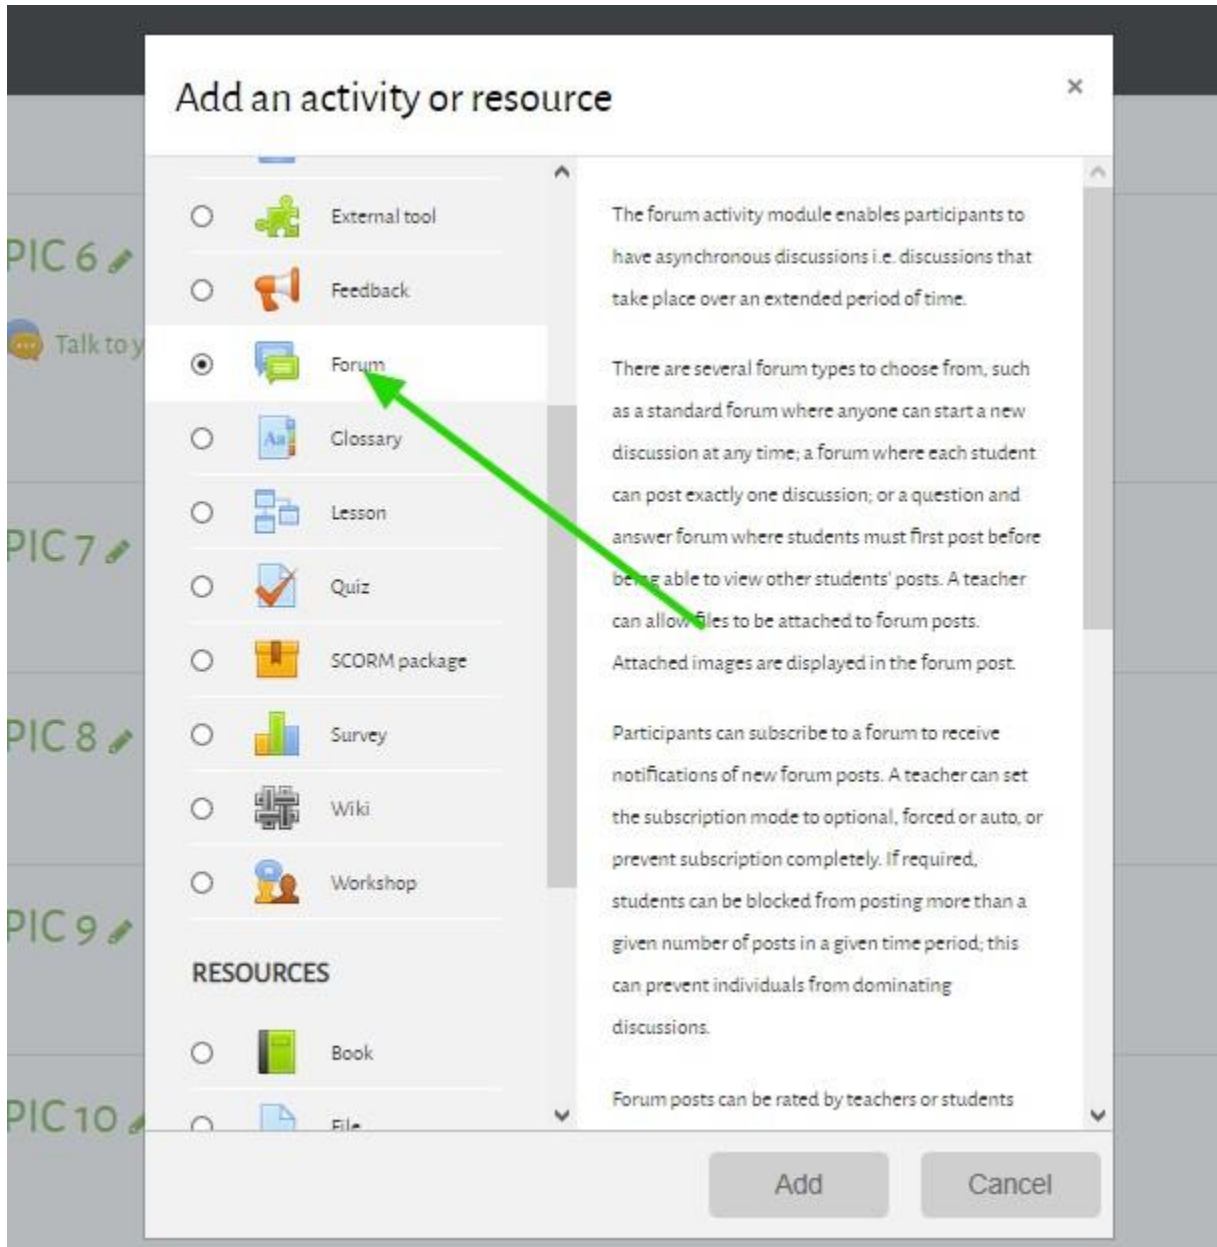 Add an activity or resource
×
External tool
Feedback
Forum
Glossary
Lesson
Quiz
SCORM package
Survey
Wiki
Workshop
RESOURCES
Book
File
The forum activity module enables participants to
have asynchronous discussions i.e. discussions that
take place over an extended period of time.
There are several forum types to choose from, such
as a standard forum where anyone can start a new
discussion at any time; a forum where each student
can post exactly one discussion; or a question and
answer forum where students must first post before
being able to view other students' posts. A teacher
can allow files to be attached to forum posts.
Attached images are displayed in the forum post.
Participants can subscribe to a forum to receive
notifications of new forum posts. A teacher can set
the subscription mode to optional, forced or auto, or
prevent subscription completely. If required,
students can be blocked from posting more than a
given number of posts in a given time period; this
can prevent individuals from dominating
discussions.
Forum posts can be rated by teachers or students
Add
Cancel
PIC 6
Talk to y
PIC 7
PIC 8
PIC 9
PIC 10
Aa